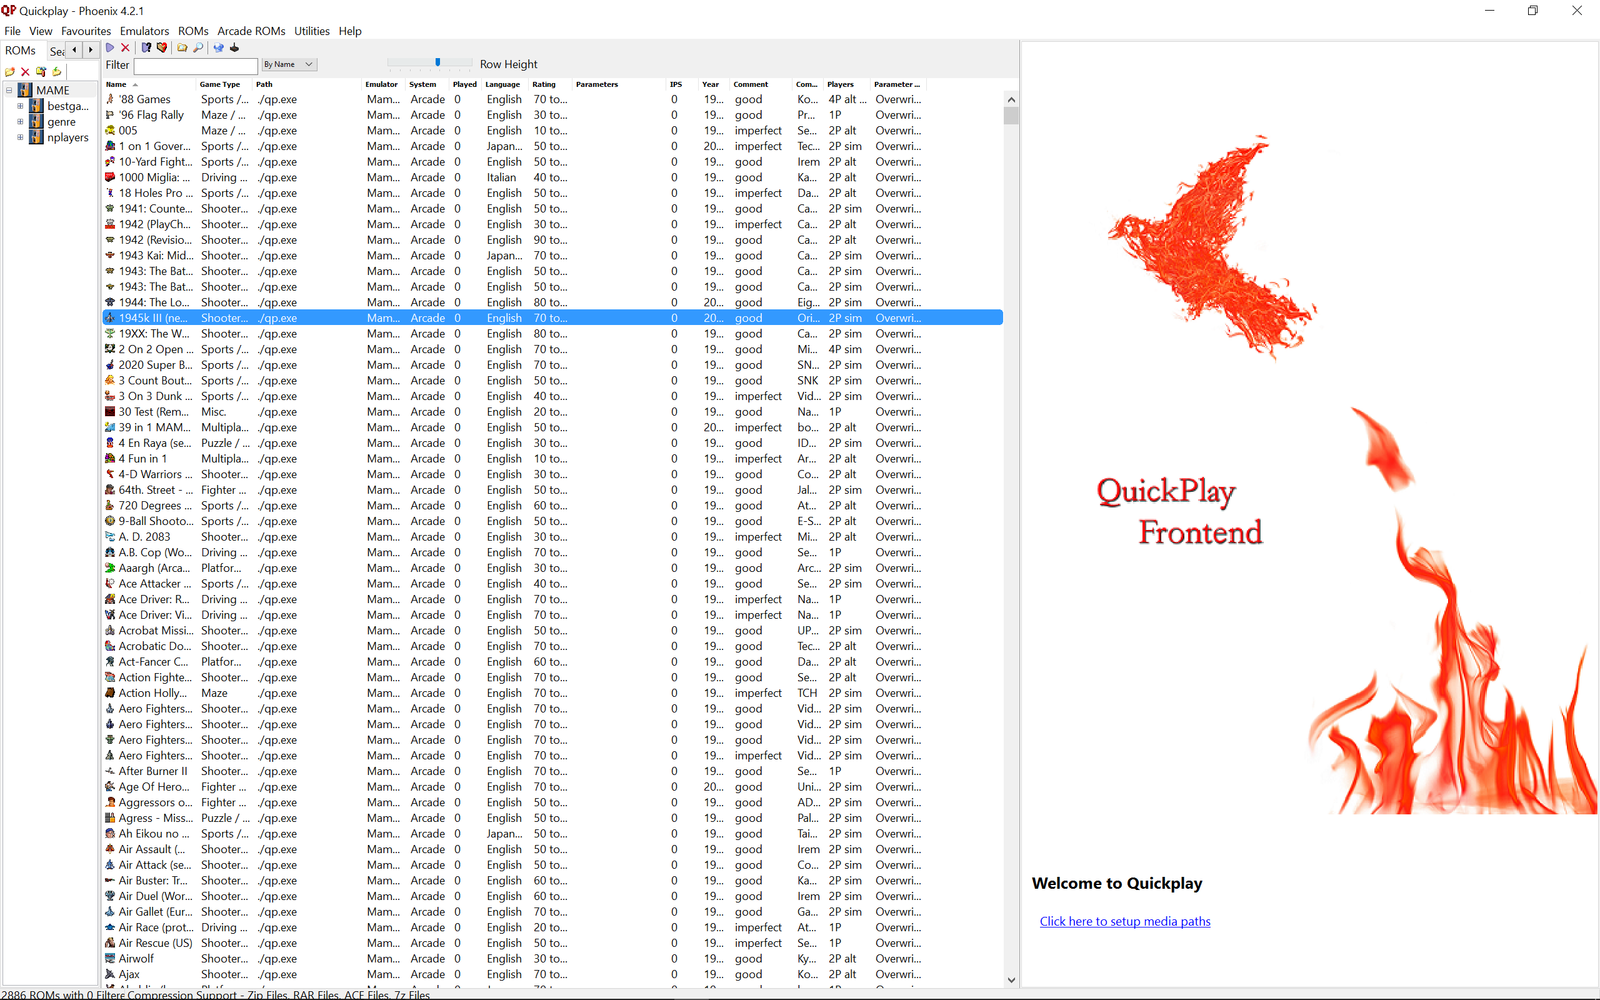 QP Quickplay - Phoenix 4.2.1
File View Favourites Emulators ROMs Arcade ROMs Utilities Help
ROMs Sea
Filter By Name Row Height
MAME
bestga...
genre
nplayers
Name Game Type Path Emulator System Played Language Rating Parameters IPS Year Comment Com... Players Parameter ...
'88 Games Sports /... ./qp.exe Mam... Arcade 0 English 70 to... 0 19... good Ko... 4P alt ... Overwri...
'96 Flag Rally Maze / ... ./qp.exe Mam... Arcade 0 English 30 to... 0 19... good Pr... 1P Overwri...
005 Maze / ... ./qp.exe Mam... Arcade 0 English 10 to... 0 19... imperfect Se... 2P alt Overwri...
1 on 1 Gover... Sports /... ./qp.exe Mam... Arcade 0 Japan... 50 to... 0 20... imperfect Tec... 2P sim Overwri...
10-Yard Fight... Sports /... ./qp.exe Mam... Arcade 0 English 50 to... 0 19... good Irem 2P alt Overwri...
1000 Miglia: ... Driving ... ./qp.exe Mam... Arcade 0 Italian 40 to... 0 19... good Ka... 2P alt Overwri...
18 Holes Pro ... Sports /... ./qp.exe Mam... Arcade 0 English 50 to... 0 19... imperfect Da... 2P alt Overwri...
1941: Counte... Shooter... ./qp.exe Mam... Arcade 0 English 50 to... 0 19... good Ca... 2P sim Overwri...
1942 (PlayCh... Shooter... ./qp.exe Mam... Arcade 0 English 30 to... 0 19... imperfect Ca... 2P alt Overwri...
1942 (Revisio... Shooter... ./qp.exe Mam... Arcade 0 English 90 to... 0 19... good Ca... 2P alt Overwri...
1943 Kai: Mid... Shooter... ./qp.exe Mam... Arcade 0 Japan... 70 to... 0 19... good Ca... 2P sim Overwri...
1943: The Bat... Shooter... ./qp.exe Mam... Arcade 0 English 50 to... 0 19... good Ca... 2P sim Overwri...
1943: The Bat... Shooter... ./qp.exe Mam... Arcade 0 English 50 to... 0 19... good Ca... 2P sim Overwri...
1944: The Lo... Shooter... ./qp.exe Mam... Arcade 0 English 80 to... 0 20... good Eig... 2P sim Overwri...
1945k III (ne... Shooter... ./qp.exe Mam... Arcade 0 English 70 to... 0 20... good Ori... 2P sim Overwri...
19XX: The W... Shooter... ./qp.exe Mam... Arcade 0 English 80 to... 0 19... good Ca... 2P sim Overwri...
2 On 2 Open ... Sports /... ./qp.exe Mam... Arcade 0 English 70 to... 0 19... good Mi... 4P sim Overwri...
2020 Super B... Sports /... ./qp.exe Mam... Arcade 0 English 70 to... 0 19... good SN... 2P sim Overwri...
3 Count Bout... Sports /... ./qp.exe Mam... Arcade 0 English 50 to... 0 19... good SNK 2P sim Overwri...
3 On 3 Dunk ... Sports /... ./qp.exe Mam... Arcade 0 English 40 to... 0 19... imperfect Vid... 2P sim Overwri...
30 Test (Rem... Misc. ./qp.exe Mam... Arcade 0 English 20 to... 0 19... good Na... 1P Overwri...
39 in 1 MAM... Multipla... ./qp.exe Mam... Arcade 0 English 70 to... 0 20... imperfect bo... 2P alt Overwri...
4 En Raya (se... Puzzle / ... ./qp.exe Mam... Arcade 0 English 30 to... 0 19... good ID... 2P sim Overwri...
4 Fun in 1 Multipla... ./qp.exe Mam... Arcade 0 English 10 to... 0 19... imperfect Ar... 2P alt Overwri...
4-D Warriors ... Shooter... ./qp.exe Mam... Arcade 0 English 30 to... 0 19... good Co... 2P alt Overwri...
64th. Street - ... Fighter ... ./qp.exe Mam... Arcade 0 English 50 to... 0 19... good Jal... 2P sim Overwri...
720 Degrees ... Sports /... ./qp.exe Mam... Arcade 0 English 60 to... 0 19... good At... 2P sim Overwri...
9-Ball Shooto... Sports /... ./qp.exe Mam... Arcade 0 English 50 to... 0 19... good E-S... 2P alt Overwri...
A. D. 2083 Shooter... ./qp.exe Mam... Arcade 0 English 30 to... 0 19... imperfect Mi... 2P alt Overwri...
A.B. Cop (Wo... Driving ... ./qp.exe Mam... Arcade 0 English 70 to... 0 19... good Se... 1P Overwri...
Aaargh (Arca... Platfor... ./qp.exe Mam... Arcade 0 English 30 to... 0 19... good Arc... 2P sim Overwri...
Ace Attacker ... Sports /... ./qp.exe Mam... Arcade 0 English 40 to... 0 19... good Se... 2P sim Overwri...
Ace Driver: R... Driving ... ./qp.exe Mam... Arcade 0 English 70 to... 0 19... imperfect Na... 1P Overwri...
Ace Driver: Vi... Driving ... ./qp.exe Mam... Arcade 0 English 70 to... 0 19... imperfect Na... 1P Overwri...
Acrobat Missi... Shooter... ./qp.exe Mam... Arcade 0 English 50 to... 0 19... good UP... 2P sim Overwri...
Acrobatic Do... Shooter... ./qp.exe Mam... Arcade 0 English 70 to... 0 19... good Tec... 2P alt Overwri...
Act-Fancer C... Platfor... ./qp.exe Mam... Arcade 0 English 60 to... 0 19... good Da... 2P alt Overwri...
Action Fighte... Shooter... ./qp.exe Mam... Arcade 0 English 70 to... 0 19... good Se... 2P alt Overwri...
Action Holly... Maze ./qp.exe Mam... Arcade 0 English 70 to... 0 19... imperfect TCH 2P sim Overwri...
Aero Fighters... Shooter... ./qp.exe Mam... Arcade 0 English 70 to... 0 19... good Vid... 2P sim Overwri...
Aero Fighters... Shooter... ./qp.exe Mam... Arcade 0 English 70 to... 0 19... good Vid... 2P sim Overwri...
Aero Fighters... Shooter... ./qp.exe Mam... Arcade 0 English 70 to... 0 19... good Vid... 2P sim Overwri...
Aero Fighters... Shooter... ./qp.exe Mam... Arcade 0 English 70 to... 0 19... imperfect Vid... 2P sim Overwri...
After Burner II Shooter... ./qp.exe Mam... Arcade 0 English 70 to... 0 19... good Se... 1P Overwri...
Age Of Hero... Fighter ... ./qp.exe Mam... Arcade 0 English 70 to... 0 20... good Uni... 2P sim Overwri...
Aggressors o... Fighter ... ./qp.exe Mam... Arcade 0 English 50 to... 0 19... good AD... 2P sim Overwri...
Agress - Miss... Puzzle / ... ./qp.exe Mam... Arcade 0 English 50 to... 0 19... good Pal... 2P sim Overwri...
Ah Eikou no ... Sports /... ./qp.exe Mam... Arcade 0 Japan... 50 to... 0 19... good Tai... 2P sim Overwri...
Air Assault (... Shooter... ./qp.exe Mam... Arcade 0 English 50 to... 0 19... good Irem 2P sim Overwri...
Air Attack (se... Shooter... ./qp.exe Mam... Arcade 0 English 50 to... 0 19... good Co... 2P sim Overwri...
Air Buster: Tr... Shooter... ./qp.exe Mam... Arcade 0 English 60 to... 0 19... good Ka... 2P sim Overwri...
Air Duel (Wor... Shooter... ./qp.exe Mam... Arcade 0 English 60 to... 0 19... good Irem 2P sim Overwri...
Air Gallet (Eur... Shooter... ./qp.exe Mam... Arcade 0 English 70 to... 0 19... good Ga... 2P sim Overwri...
Air Race (prot... Driving ... ./qp.exe Mam... Arcade 0 English 20 to... 0 19... imperfect At... 1P Overwri...
Air Rescue (US) Shooter... ./qp.exe Mam... Arcade 0 English 50 to... 0 19... imperfect Se... 1P Overwri...
Airwolf Shooter... ./qp.exe Mam... Arcade 0 English 30 to... 0 19... good Ky... 2P alt Overwri...
Ajax Shooter... ./qp.exe Mam... Arcade 0 English 70 to... 0 19... good Ko... 2P alt Overwri...
QuickPlay
Frontend
Welcome to Quickplay
Click here to setup media paths
2886 ROMs with 0 Filtere Compression Support - Zip Files, RAR Files, ACE Files, 7z Files